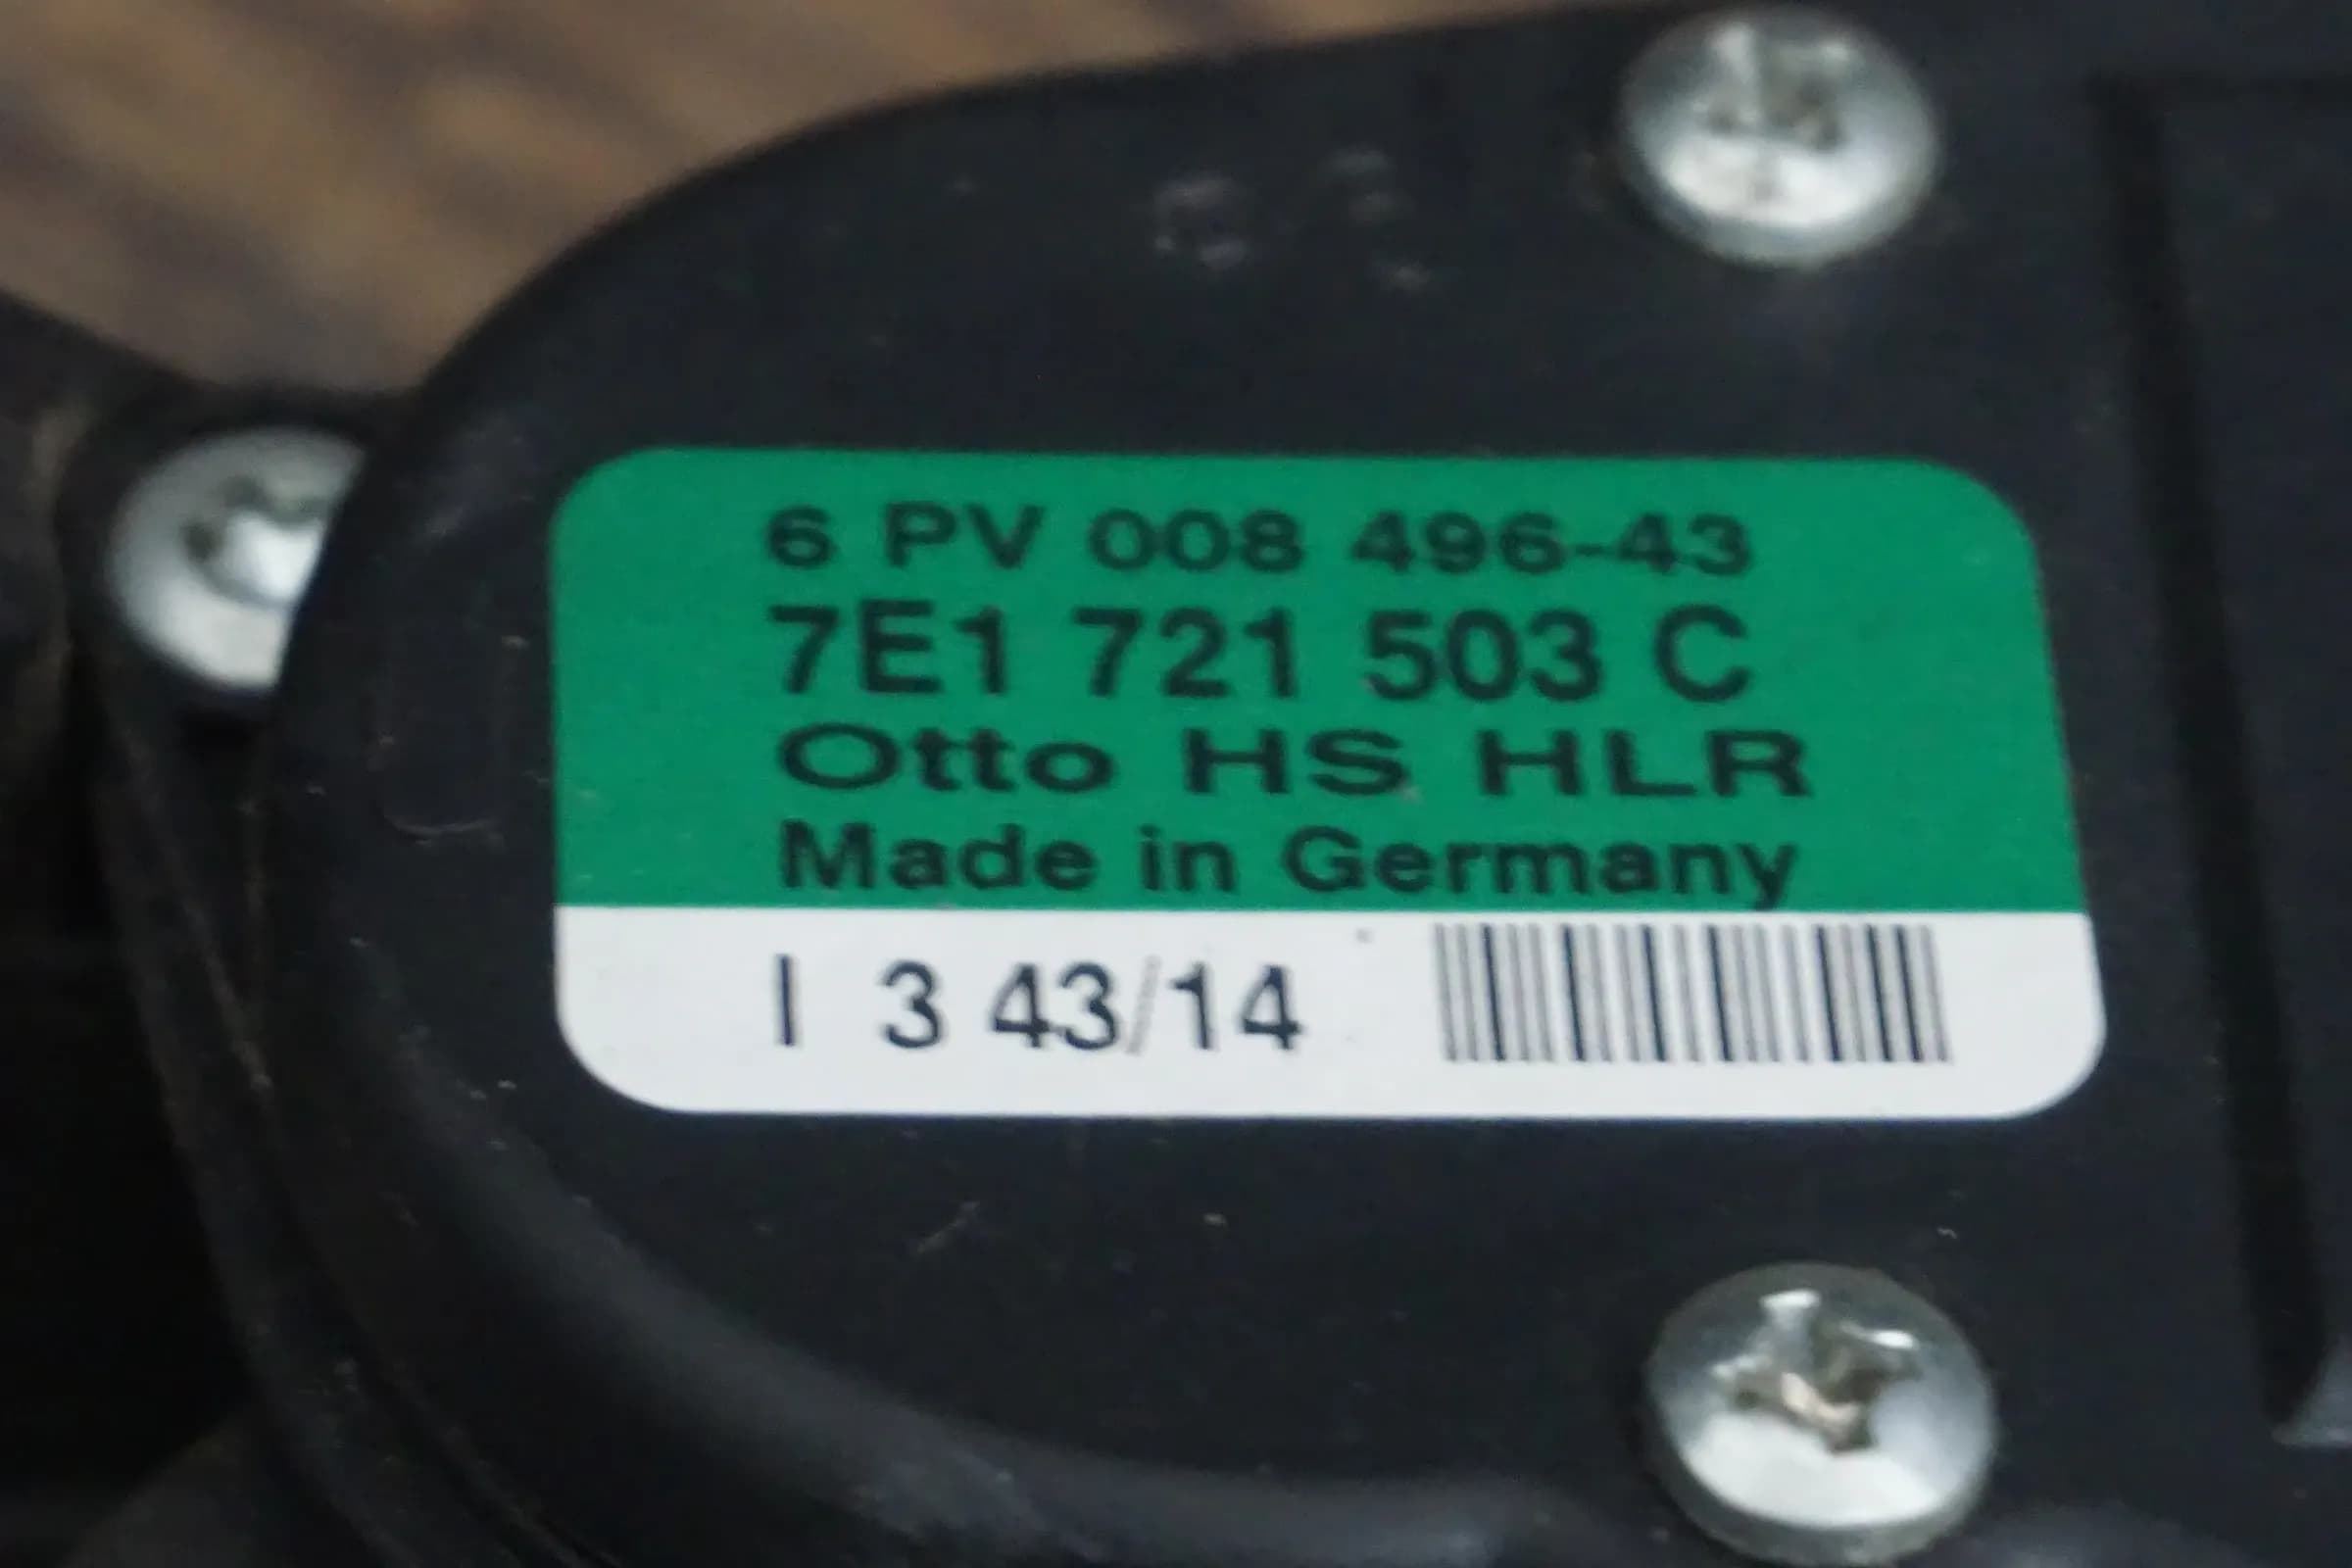 6 PV 008 496-43
7E1 721 503 C
Otto HS HLR
Made in Germany
I 3 43/14